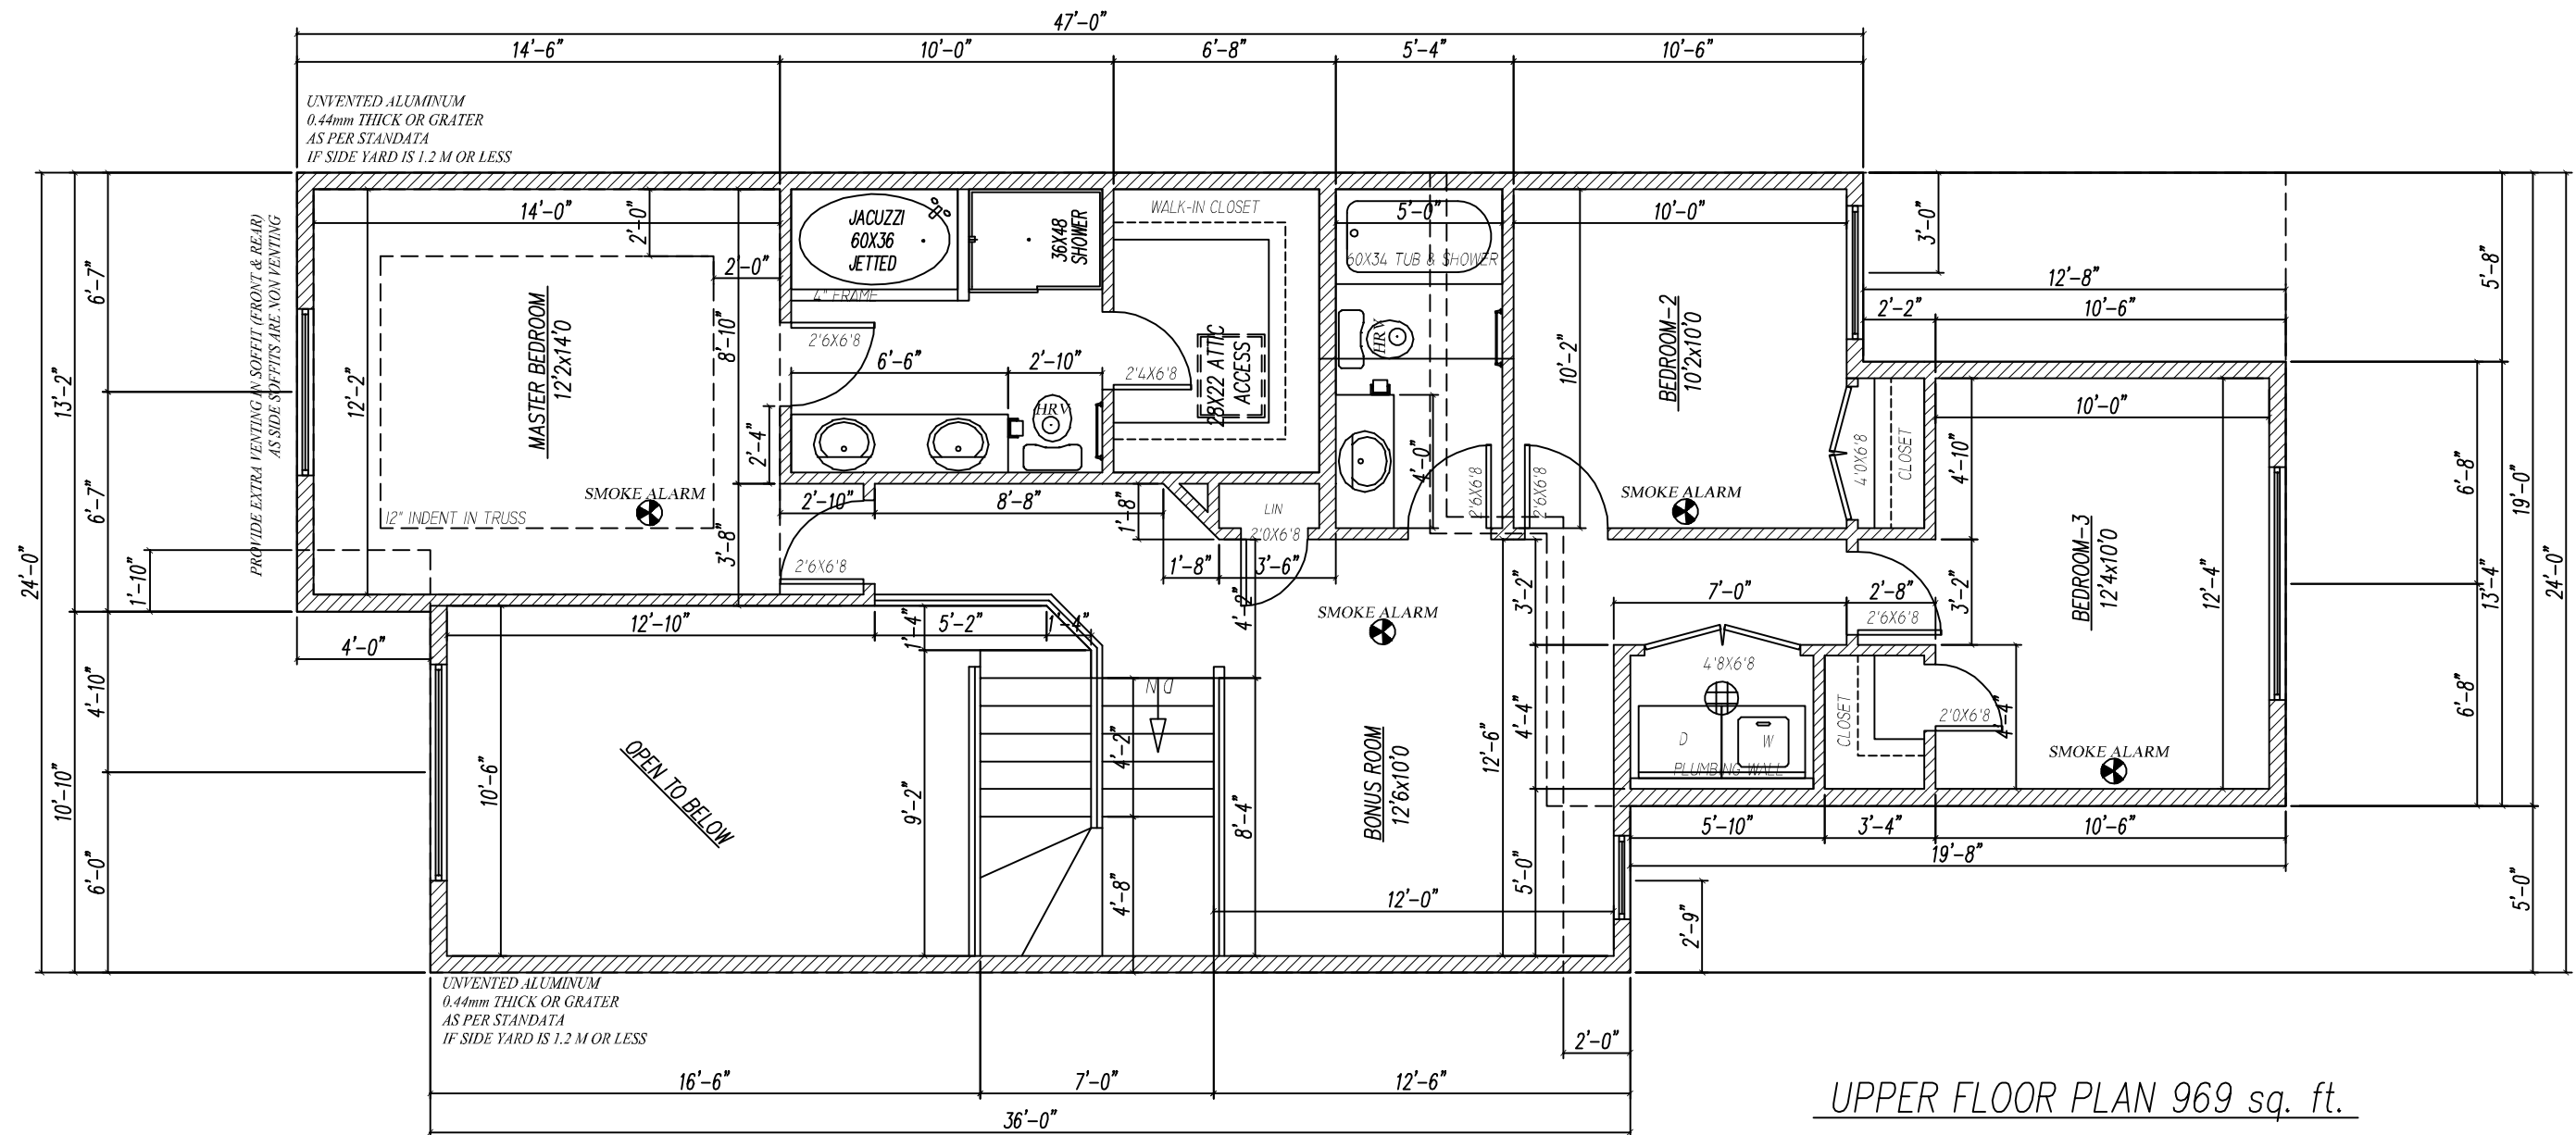 47'-0"
14'-6"
10'-0"
6'-8"
5'-4"
10'-6"
UNVENTED ALUMINUM
0.44mm THICK OR GRATER
AS PER STANDATA
IF SIDE YARD IS 1.2 M OR LESS
PROVIDE EXTRA VENTING IN SOFFIT (FRONT & REAR)
AS SIDE SOFFITS ARE NON VENTING
24'-0"
13'-2"
10'-10"
6'-7"
6'-7"
1'-10"
4'-10"
6'-0"
4'-0"
14'-0"
2'-0"
2'-0"
12'-2"
MASTER BEDROOM
12'2x14'0
12" INDENT IN TRUSS
SMOKE ALARM
8'-10"
2'-4"
3'-8"
JACUZZI
60X36
JETTED
36X48
SHOWER
4" FRAME
2'6X6'8
6'-6"
2'-10"
HRV
2'-10"
8'-8"
2'6X6'8
WALK-IN CLOSET
2'4X6'8
28X22 ATTIC
ACCESS
1'-8"
LIN
2'0X6'8
1'-8"
3'-6"
5'-0"
60X34 TUB & SHOWER
HRV
4'-0"
2'6X6'8
2'6X6'8
10'-0"
10'-2"
BEDROOM-2
10'2x10'0
SMOKE ALARM
4'0X6'8
CLOSET
3'-0"
12'-8"
2'-2"
10'-6"
5'-8"
10'-0"
4'-10"
3'-2"
BEDROOM-3
12'4x10'0
12'-4"
6'-8"
6'-8"
13'-4"
19'-0"
24'-0"
5'-0"
SMOKE ALARM
7'-0"
2'-8"
2'6X6'8
4'8X6'8
D
W
PLUMBING WALL
CLOSET
2'0X6'8
4'-4"
SMOKE ALARM
5'-10"
3'-4"
10'-6"
19'-8"
2'-9"
12'-10"
5'-2"
1'-4"
1'-4"
10'-6"
OPEN TO BELOW
9'-2"
DN
4'-2"
4'-8"
4'-2"
8'-4"
BONUS ROOM
12'6x10'0
12'-6"
3'-2"
4'-4"
5'-0"
12'-0"
2'-0"
UNVENTED ALUMINUM
0.44mm THICK OR GRATER
AS PER STANDATA
IF SIDE YARD IS 1.2 M OR LESS
16'-6"
7'-0"
12'-6"
36'-0"
UPPER FLOOR PLAN 969 sq. ft.